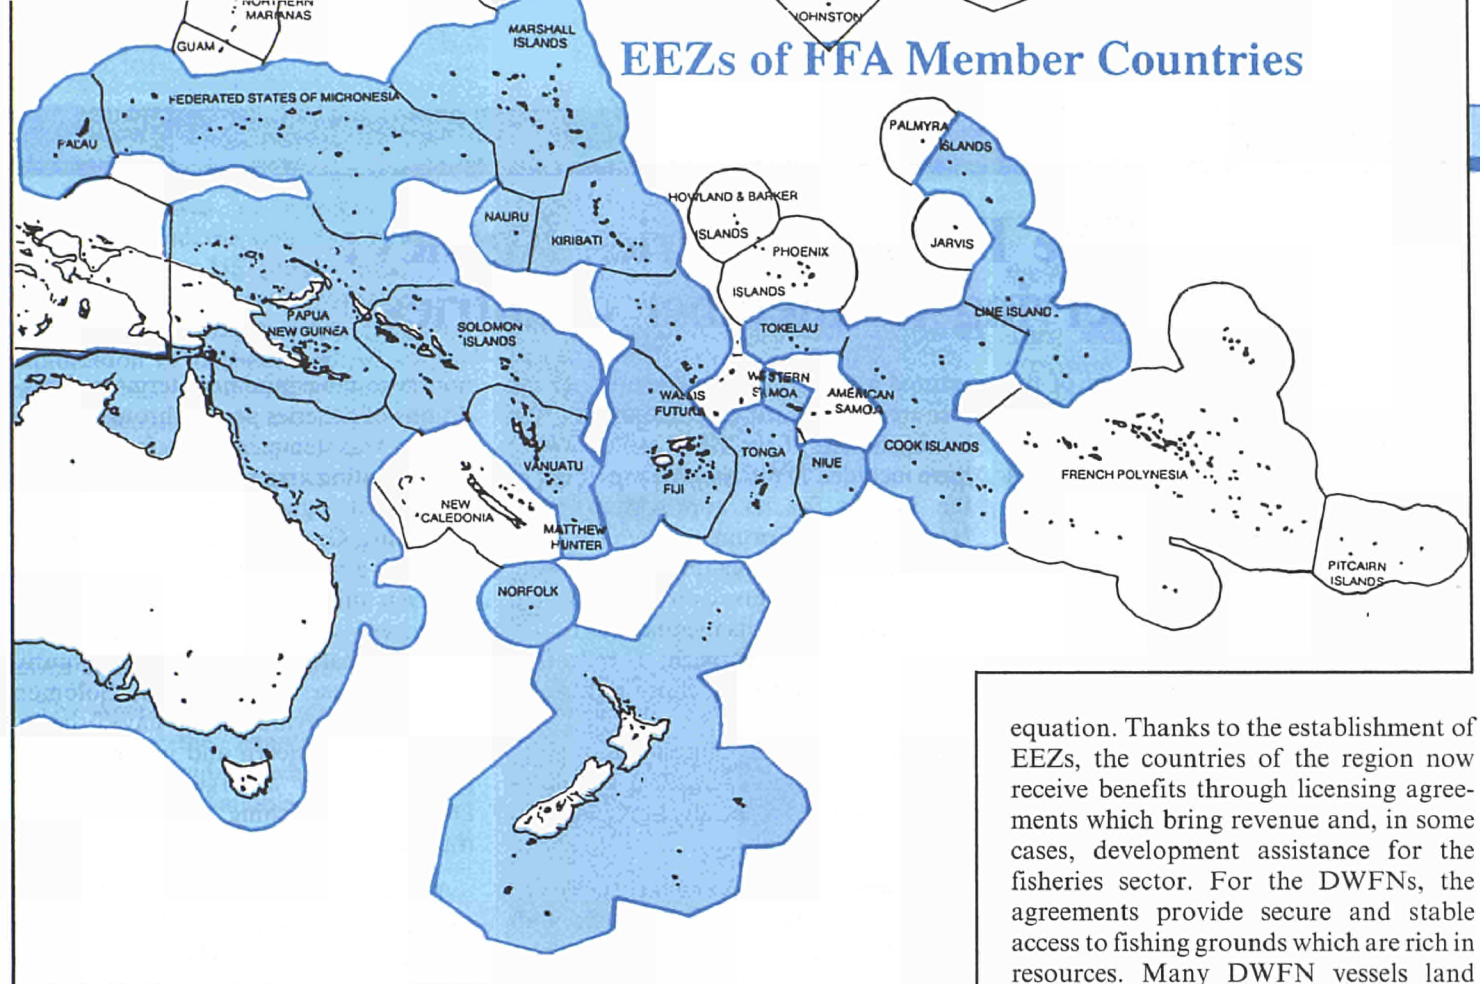 NORTHERN
MARIANAS
GUAM
JOHNSTON
MARSHALL
ISLANDS
EEZs of FFA Member Countries
FEDERATED STATES OF MICRONESIA
PALAU
PALMYRA
ISLANDS
HOWLAND & BARKER
ISLANDS
NAURU
KIRIBATI
JARVIS
PHOENIX
ISLANDS
PAPUA
NEW GUINEA
SOLOMON
ISLANDS
TOKELAU
LINE ISLAND
WALLIS
FUTUNA
WESTERN
SAMOA
AMERICAN
SAMOA
COOK ISLANDS
TONGA
NIUE
FIJI
VANUATU
FRENCH POLYNESIA
NEW
CALEDONIA
MATTHEW
HUNTER
PITCAIRN
ISLANDS
NORFOLK
equation. Thanks to the establishment of
EEZs, the countries of the region now
receive benefits through licensing agree-
ments which bring revenue and, in some
cases, development assistance for the
fisheries sector. For the DWFNs, the
agreements provide secure and stable
access to fishing grounds which are rich in
resources. Many DWFN vessels land